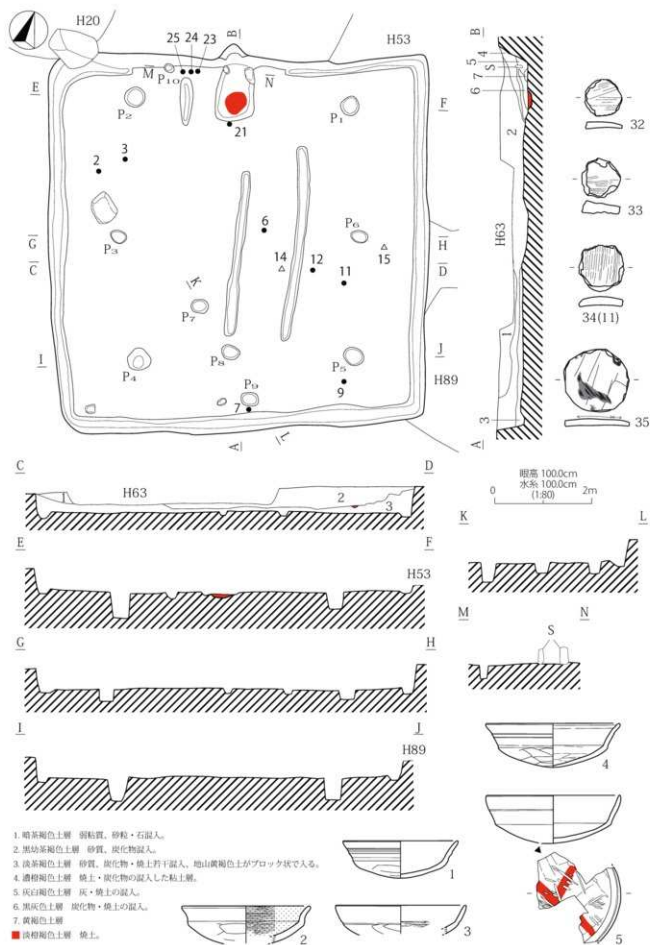 H20
H53
B
25 24 23
M
P10
N
E
F
P2
P1
21
3
2
6
P6
P3
G
H
C
D
14
12
11
15
K
P7
P8
P5
P4
I
J
H89
P9
9
7
A
L
B
4
5
S
7
6
2
H63
1
3
A
32
33
34(11)
35
C
D
H63
1
2
3
眼高 100.0cm
水糸 100.0cm
(1:80)
0
2m
E
F
H53
K
L
G
H
M
N
S
I
J
H89
1. 暗茶褐色土層 弱粘質、砂粒・石混入。
2. 黒幼茶褐色土層 砂質、炭化物混入。
3. 淡茶褐色土層 砂質、炭化物・焼土若干混入、地山黄褐色土がブロック状で入る。
4. 濃橙褐色土層 焼土・炭化物の混入した粘土層。
5. 灰白褐色土層 灰・焼土の混入。
6. 黒灰色土層 炭化物・焼土の混入。
7. 黄褐色土層
淡橙褐色土層 焼土。
1
2
3
4
5